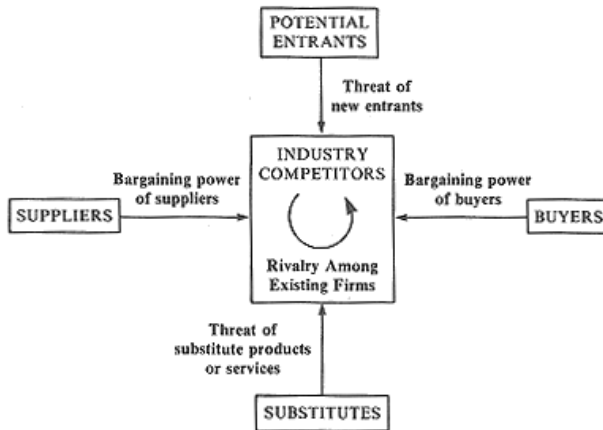 POTENTIAL
ENTRANTS
Threat of
new entrants
INDUSTRY
COMPETITORS
Bargaining power
of suppliers
Bargaining power
of buyers
SUPPLIERS
BUYERS
Rivalry Among
Existing Firms
Threat of
substitute products
or services
SUBSTITUTES